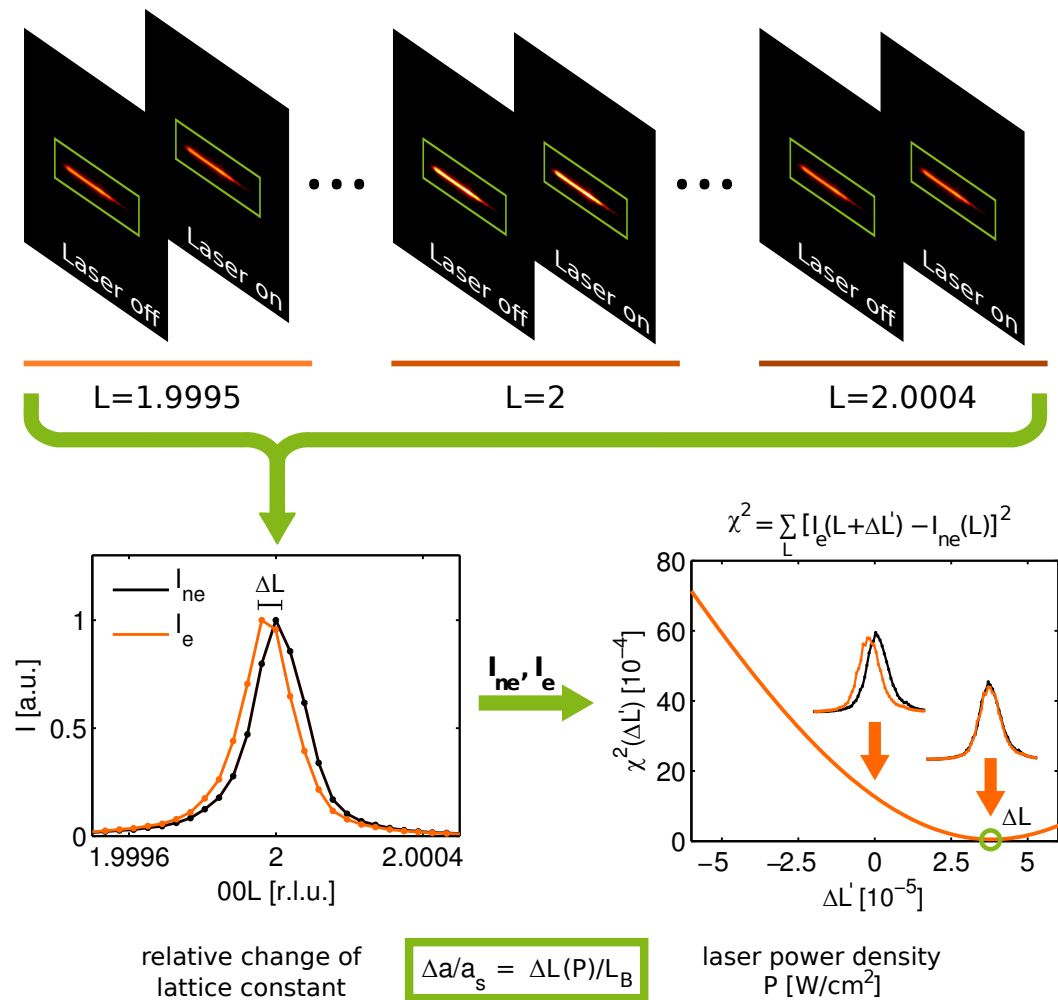 Laser off
Laser on
Laser off
Laser on
Laser off
Laser on
L=1.9995
L=2
L=2.0004
I_ne
I_e
ΔL
I [a.u.]
1
0.5
0
1.9996
2
2.0004
00L [r.l.u.]
I_ne, I_e
χ² = ∑_L [I_e(L+ΔL') − I_ne(L)]²
χ²(ΔL') [10⁻⁴]
80
60
40
20
0
−5
−2.5
0
2.5
5
ΔL' [10⁻⁵]
ΔL
relative change of
lattice constant
Δa/a_s = ΔL(P)/L_B
laser power density
P [W/cm²]